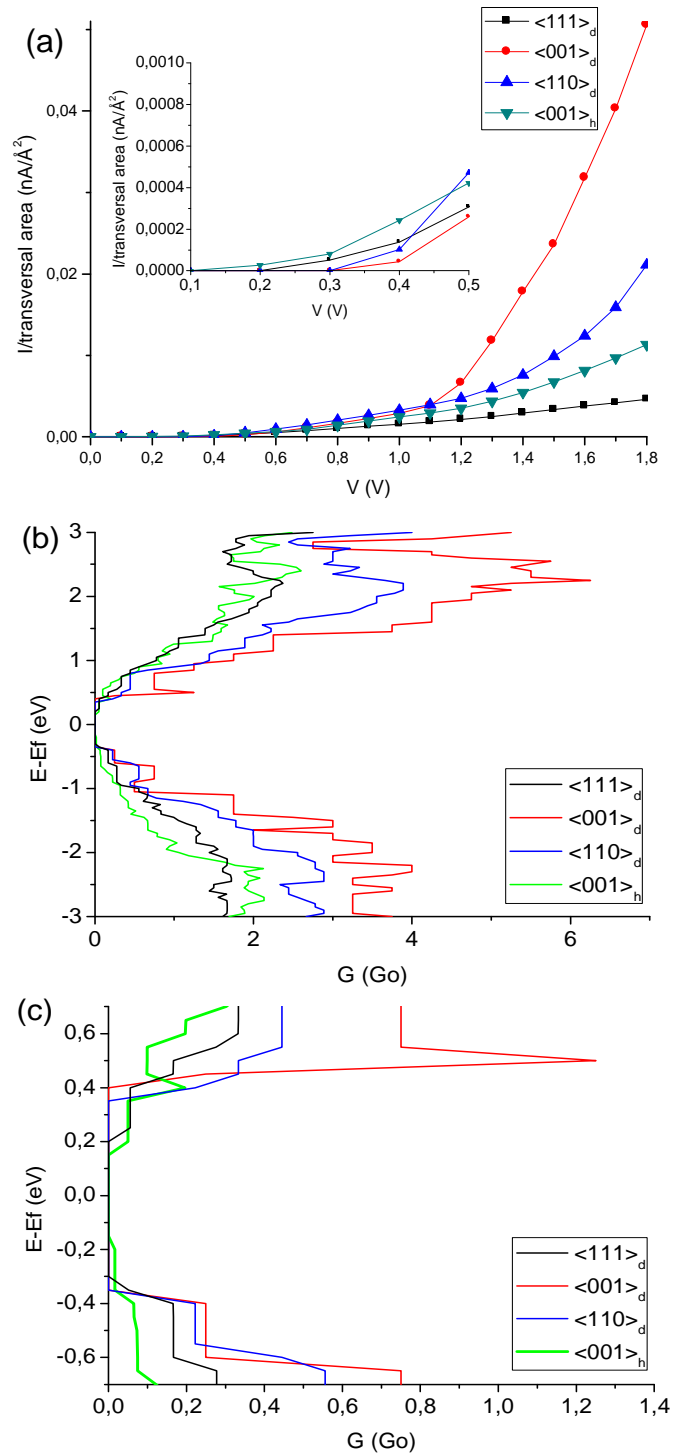 (a)
<111>d
<001>d
<110>d
<001>h
I/transversal area (nA/Å²)
0,04
0,02
0,00
0,0 0,2 0,4 0,6 0,8 1,0 1,2 1,4 1,6 1,8
V (V)
I/transversal area (nA/Å²)
0,0010
0,0008
0,0006
0,0004
0,0002
0,0000
0,1 0,2 0,3 0,4 0,5
V (V)
(b)
E-Ef (eV)
3
2
1
0
-1
-2
-3
0 2 4 6
G (Go)
<111>d
<001>d
<110>d
<001>h
(c)
E-Ef (eV)
0,6
0,4
0,2
0,0
-0,2
-0,4
-0,6
0,0 0,2 0,4 0,6 0,8 1,0 1,2 1,4
G (Go)
<111>d
<001>d
<110>d
<001>h